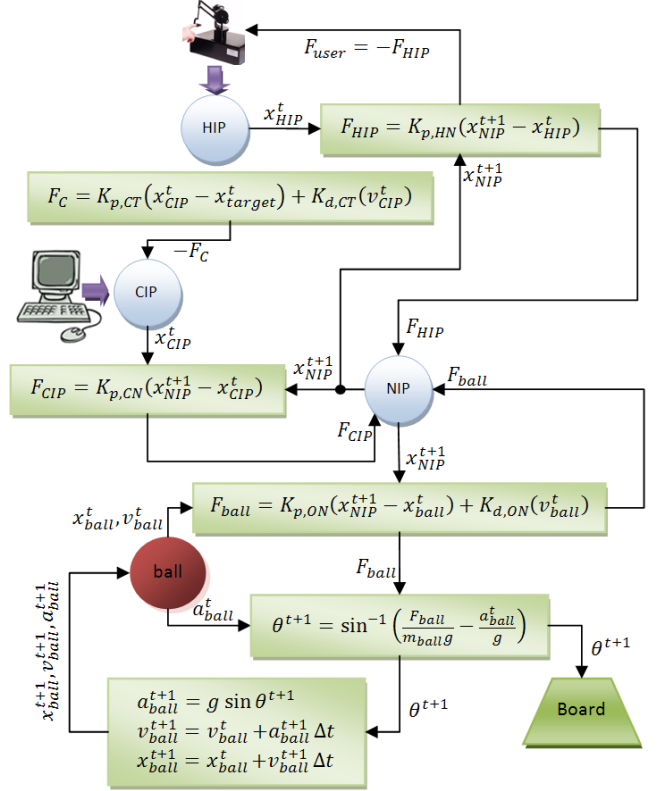 F_user = −F_HIP
HIP
x^t_HIP
F_HIP = K_p,HN(x^{t+1}_NIP − x^t_HIP)
x^{t+1}_NIP
F_C = K_p,CT(x^t_CIP − x^t_target) + K_d,CT(v^t_CIP)
−F_C
CIP
x^t_CIP
F_HIP
x^{t+1}_NIP
F_CIP = K_p,CN(x^{t+1}_NIP − x^t_CIP)
NIP
F_ball
F_CIP
x^{t+1}_NIP
x^t_ball, v^t_ball
F_ball = K_p,ON(x^{t+1}_NIP − x^t_ball) + K_d,ON(v^t_ball)
F_ball
ball
a^t_ball
x^{t+1}_ball, v^{t+1}_ball, a^{t+1}_ball
θ^{t+1} = sin^{−1}(F_ball/(m_ball g) − a^t_ball/g)
θ^{t+1}
θ^{t+1}
Board
a^{t+1}_ball = g sin θ^{t+1}
v^{t+1}_ball = v^t_ball + a^{t+1}_ball Δt
x^{t+1}_ball = x^t_ball + v^{t+1}_ball Δt